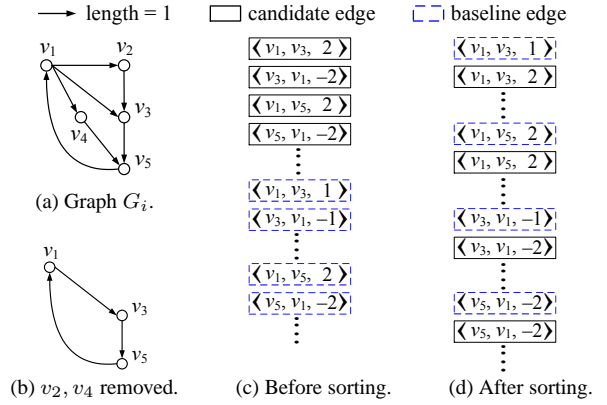 length = 1
candidate edge
baseline edge
v1
v2
v3
v4
v5
(a) Graph Gi.
v1
v3
v5
(b) v2, v4 removed.
⟨v1, v3, 2⟩
⟨v3, v1, −2⟩
⟨v1, v5, 2⟩
⟨v5, v1, −2⟩
⟨v1, v3, 1⟩
⟨v3, v1, −1⟩
⟨v1, v5, 2⟩
⟨v5, v1, −2⟩
(c) Before sorting.
⟨v1, v3, 1⟩
⟨v1, v3, 2⟩
⟨v1, v5, 2⟩
⟨v1, v5, 2⟩
⟨v3, v1, −1⟩
⟨v3, v1, −2⟩
⟨v5, v1, −2⟩
⟨v5, v1, −2⟩
(d) After sorting.